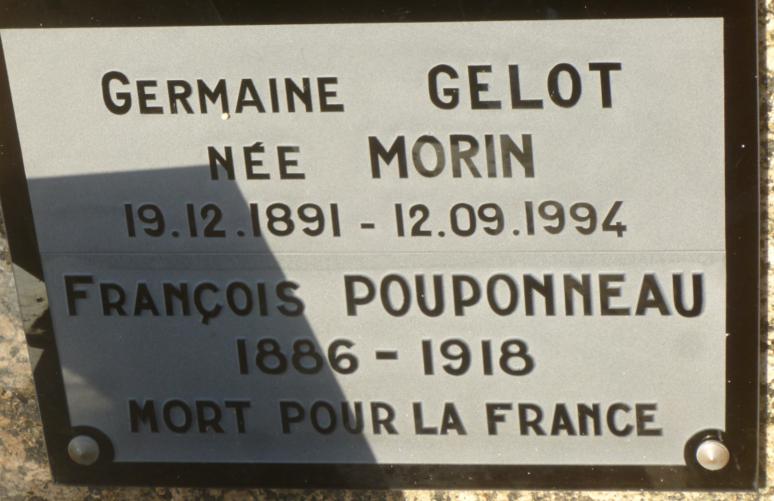 GERMAINE GELOT
NÉE MORIN
19.12.1891 - 12.09.1994
FRANÇOIS POUPONNEAU
1886 - 1918
MORT POUR LA FRANCE